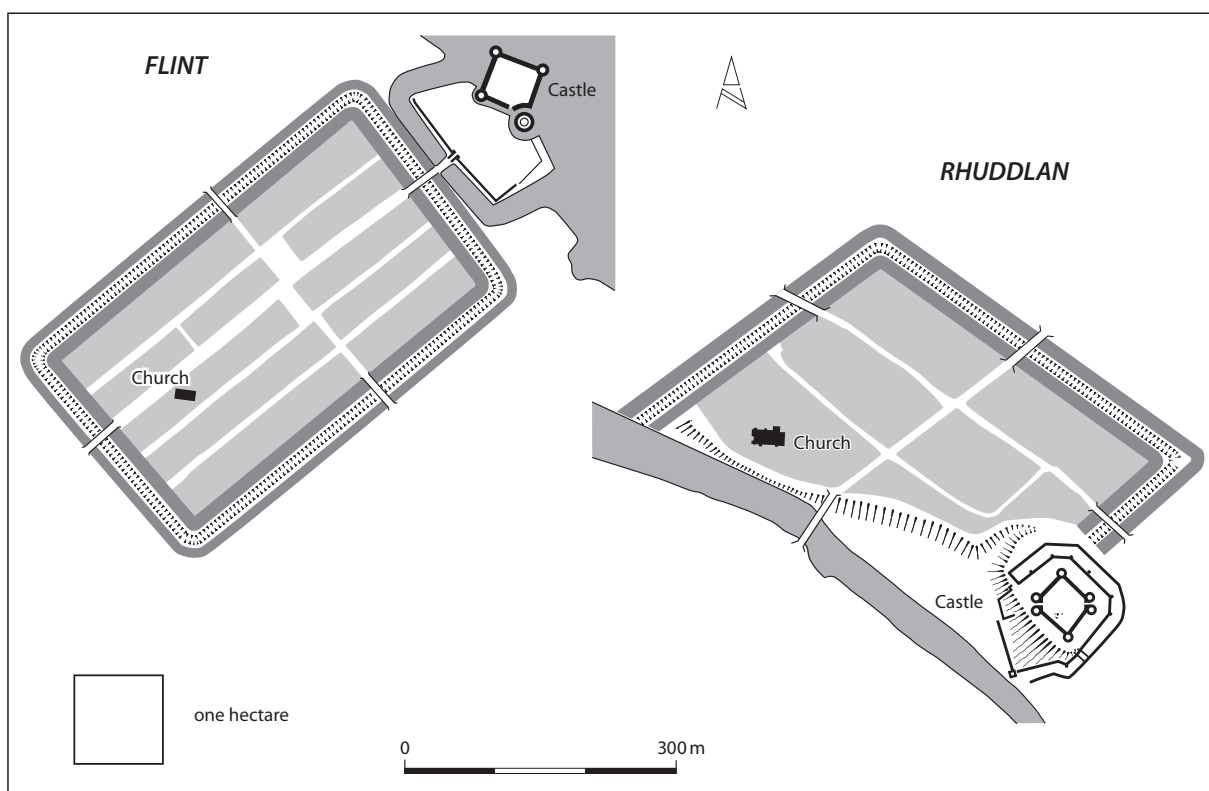 FLINT
Castle
RHUDDLAN
Church
Church
Castle
one hectare
0 300 m